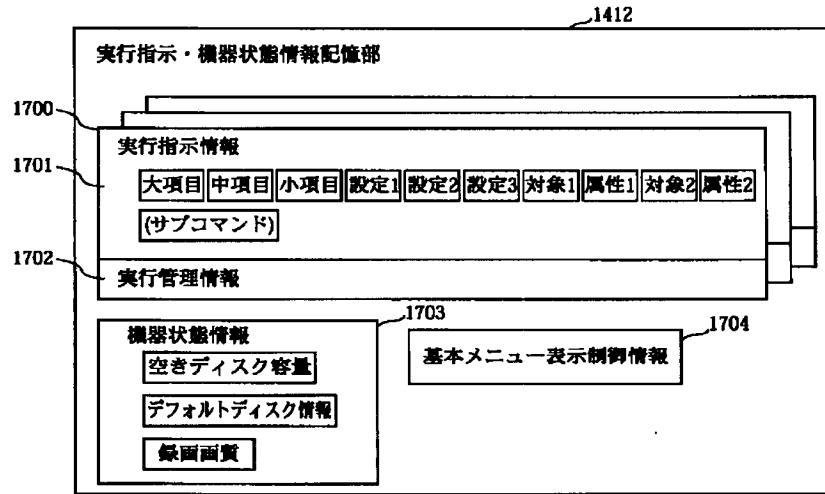 1412
実行指示・機器状態情報記憶部
1700
実行指示情報
1701
大項目 中項目 小項目 設定1 設定2 設定3 対象1 属性1 対象2 属性2
(サブコマンド)
1702
実行管理情報
1703
機器状態情報
空きディスク容量
デフォルトディスク情報
録画画質
1704
基本メニュー表示制御情報